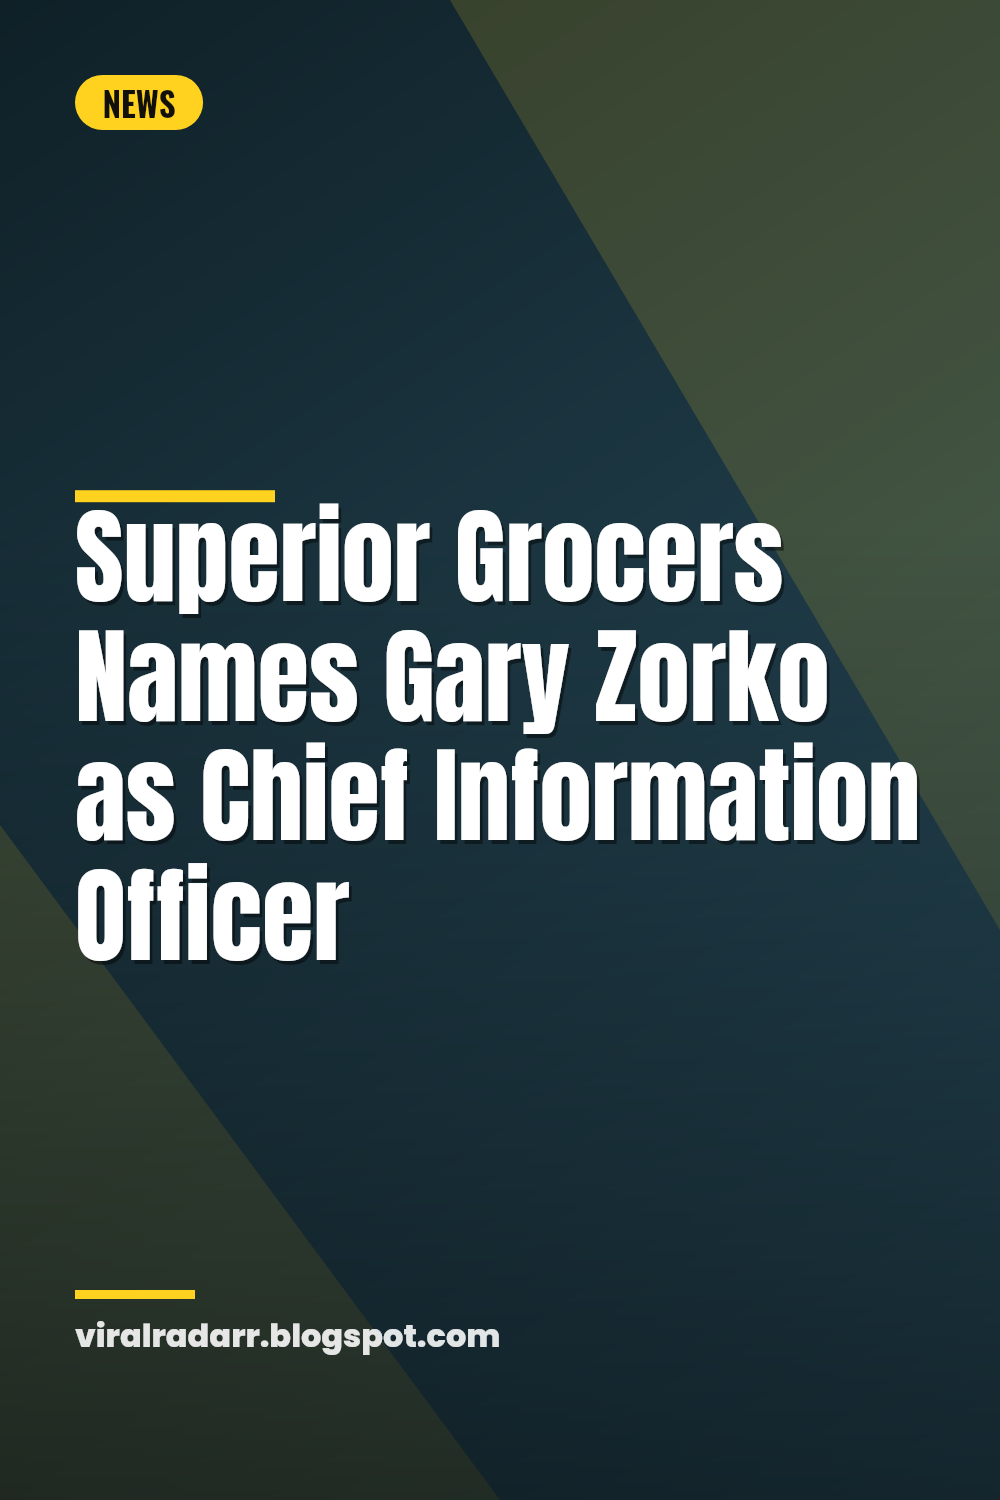 NEWS
Superior Grocers
Names Gary Zorko
as Chief Information
Officer
viralradarr.blogspot.com